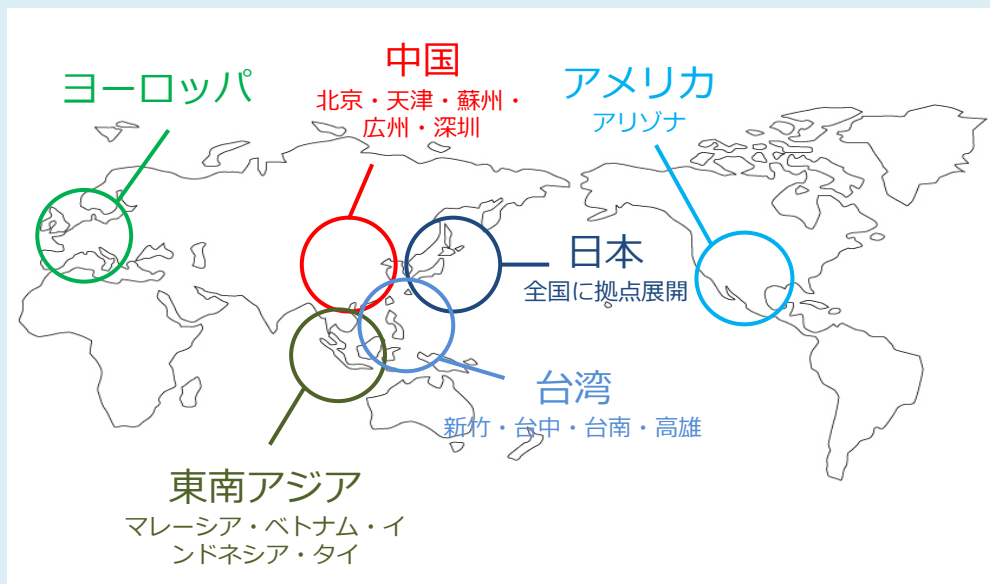 ヨーロッパ
中国
北京・天津・蘇州・
広州・深圳
アメリカ
アリゾナ
日本
全国に拠点展開
台湾
新竹・台中・台南・高雄
東南アジア
マレーシア・ベトナム・イ
ンドネシア・タイ